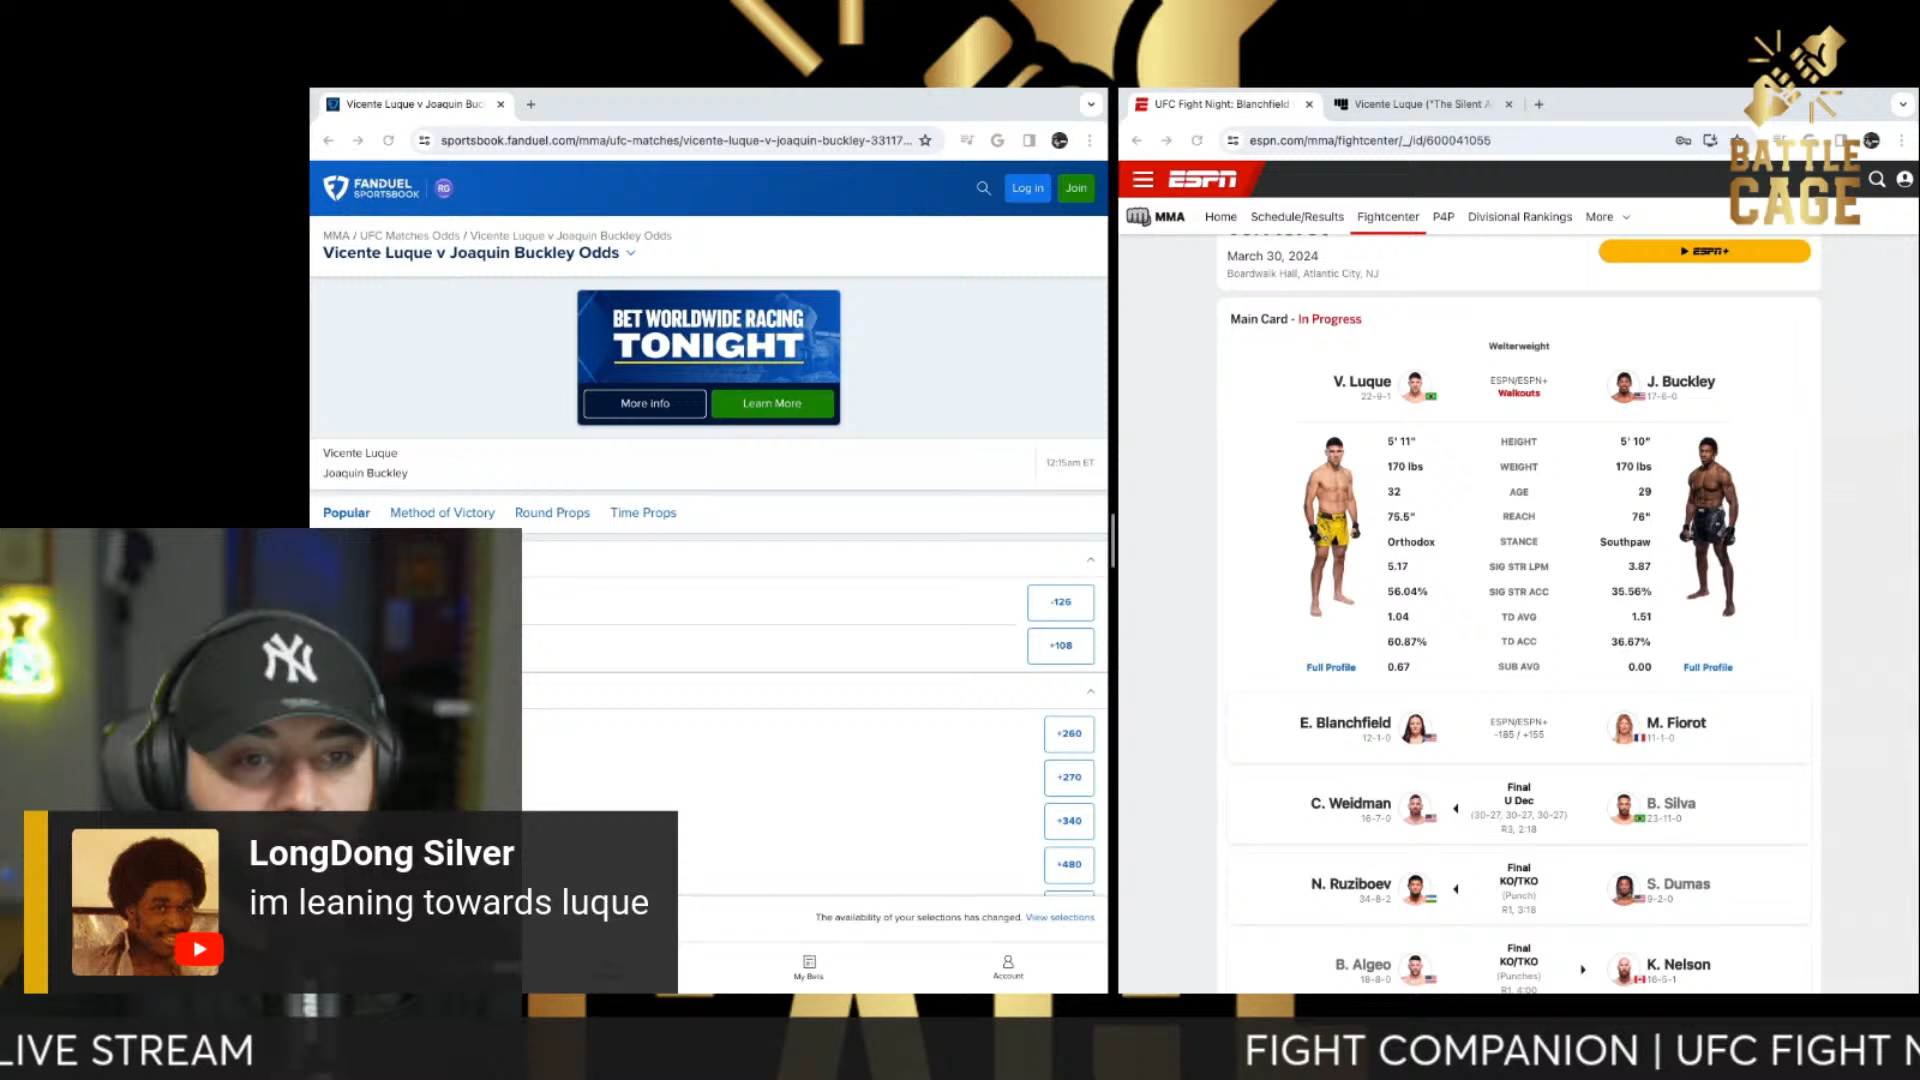 Vicente Luque v Joaquin Buc
sportsbook.fanduel.com/mma/ufc-matches/vicente-luque-v-joaquin-buckley-33117...
FANDUEL
SPORTSBOOK
RG
Log in
Join
MMA / UFC Matches Odds / Vicente Luque v Joaquin Buckley Odds
Vicente Luque v Joaquin Buckley Odds
BET WORLDWIDE RACING
TONIGHT
More info
Learn More
Vicente Luque
Joaquin Buckley
12:15am ET
Popular Method of Victory Round Props Time Props
-126
+108
+260
+270
+340
+480
The availability of your selections has changed. View selections
My Bets
Account
UFC Fight Night: Blanchfield
Vicente Luque ("The Silent A
espn.com/mma/fightcenter/_/id/600041055
BATTLE
CAGE
ESPN
MMA Home Schedule/Results Fightcenter P4P Distributional Rankings More
March 30, 2024
Boardwalk Hall, Atlantic City, NJ
ESPN+
Main Card - In Progress
Welterweight
V. Luque
22-9-1
ESPN/ESPN+
Walkouts
J. Buckley
17-6-0
5' 11" HEIGHT 5' 10"
170 lbs WEIGHT 170 lbs
32 AGE 29
75.5" REACH 76"
Orthodox STANCE Southpaw
5.17 SIG STR LPM 3.87
56.04% SIG STR ACC 35.56%
1.04 TD AVG 1.51
60.87% TD ACC 36.67%
Full Profile 0.67 SUB AVG 0.00 Full Profile
E. Blanchfield
12-1-0
ESPN/ESPN+
-185 / +155
M. Fiorot
11-1-0
C. Weidman
16-7-0
Final
U Dec
(30-27, 30-27, 30-27)
R3, 2:18
B. Silva
23-11-0
N. Ruziboev
34-8-2
Final
KO/TKO
(Punch)
R1, 3:18
S. Dumas
9-2-0
B. Algeo
18-8-0
Final
KO/TKO
(Punches)
R1, 4:00
K. Nelson
16-5-1
NY
LongDong Silver
im leaning towards luque
LIVE STREAM
FIGHT COMPANION | UFC FIGHT N